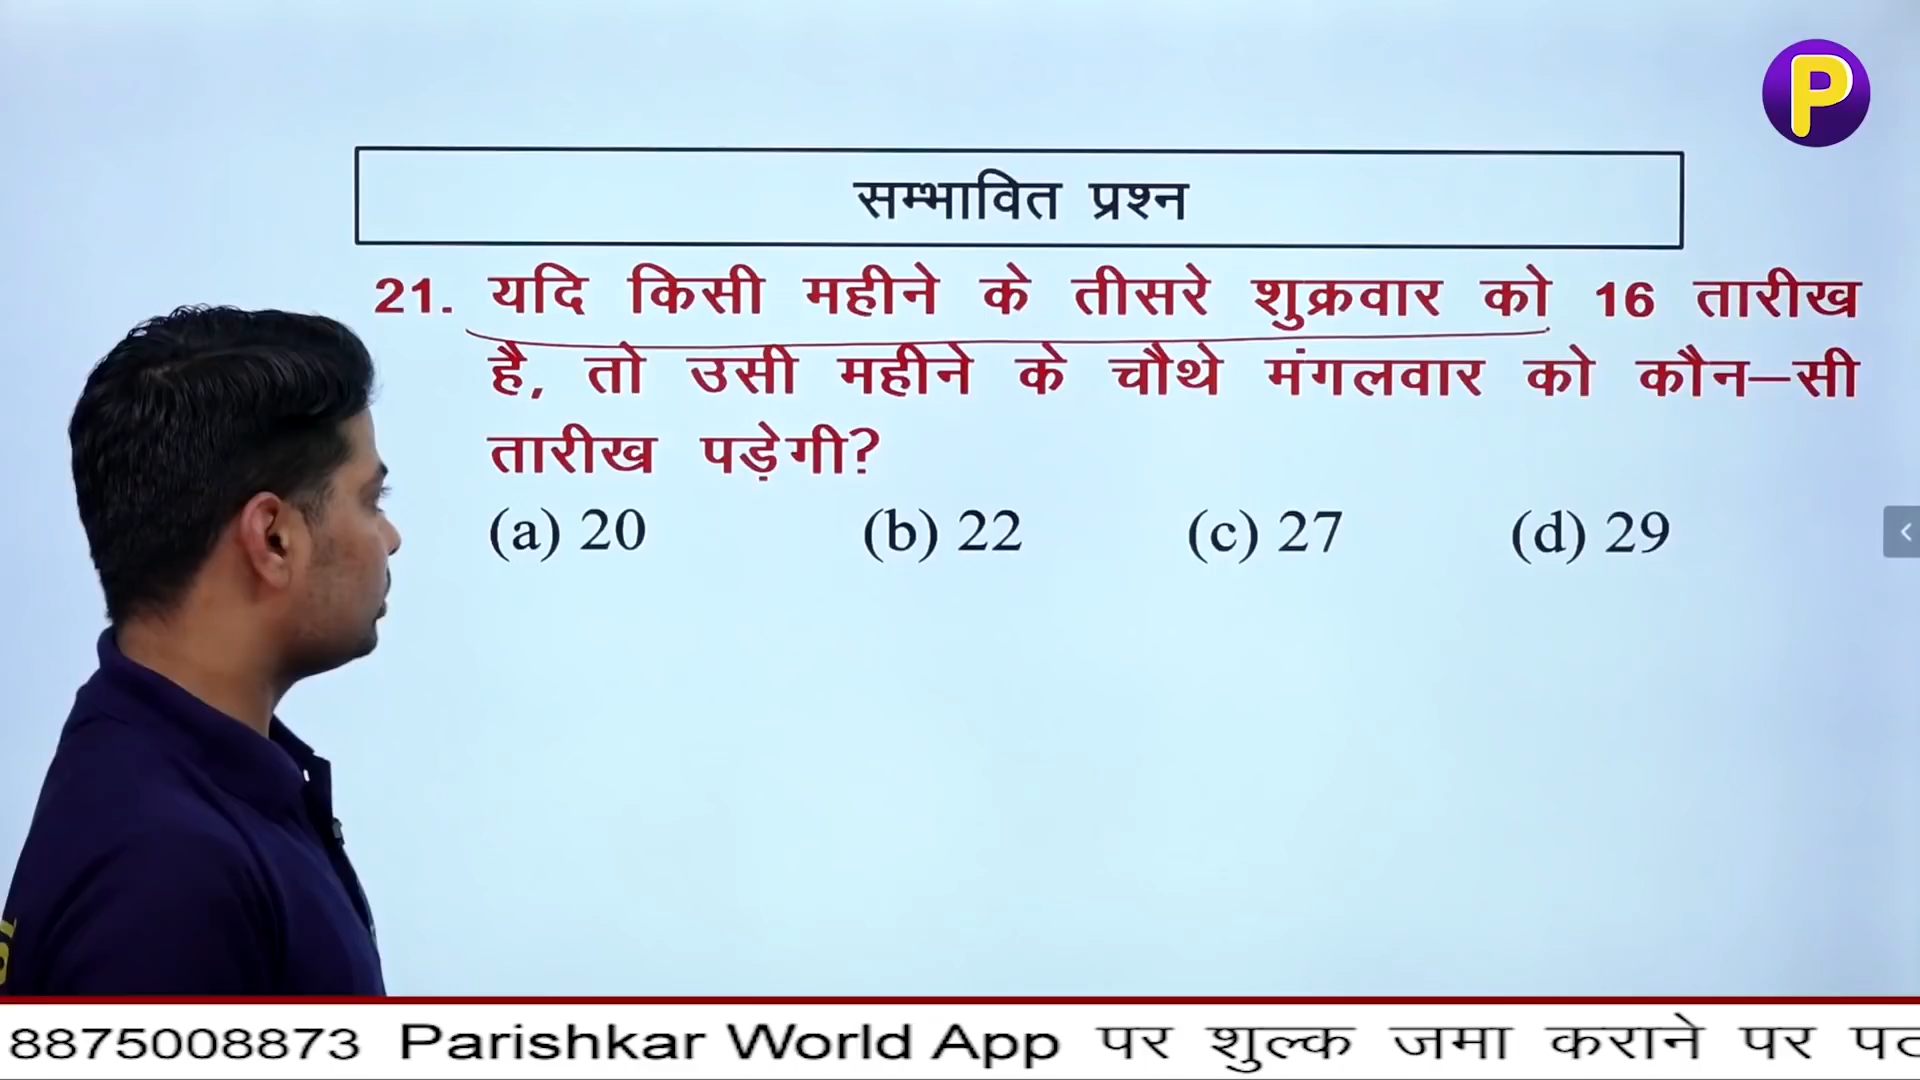 P
सम्भावित प्रश्न
21. यदि किसी महीने के तीसरे शुक्रवार को 16 तारीख
है, तो उसी महीने के चौथे मंगलवार को कौन–सी
तारीख पड़ेगी?
(a) 20 (b) 22 (c) 27 (d) 29
8875008873 Parishkar World App पर शुल्क जमा कराने पर